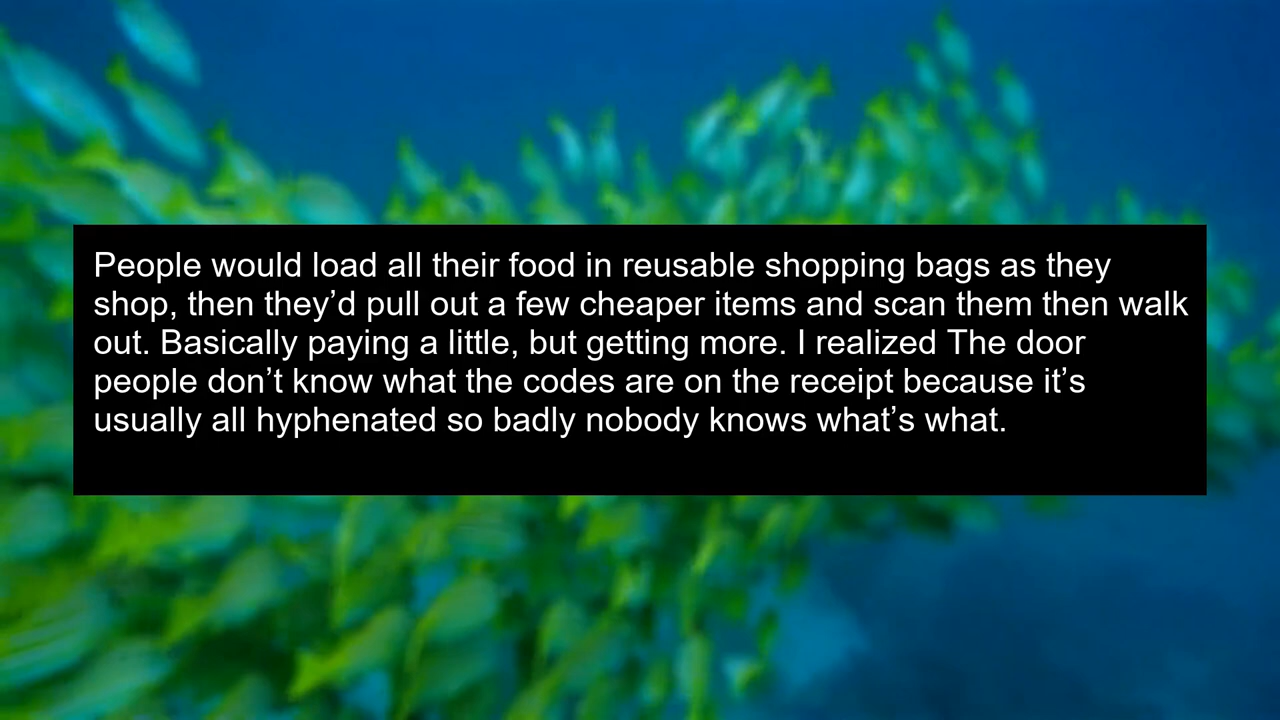 People would load all their food in reusable shopping bags as they
shop, then they’d pull out a few cheaper items and scan them then walk
out. Basically paying a little, but getting more. I realized The door
people don’t know what the codes are on the receipt because it’s
usually all hyphenated so badly nobody knows what’s what.